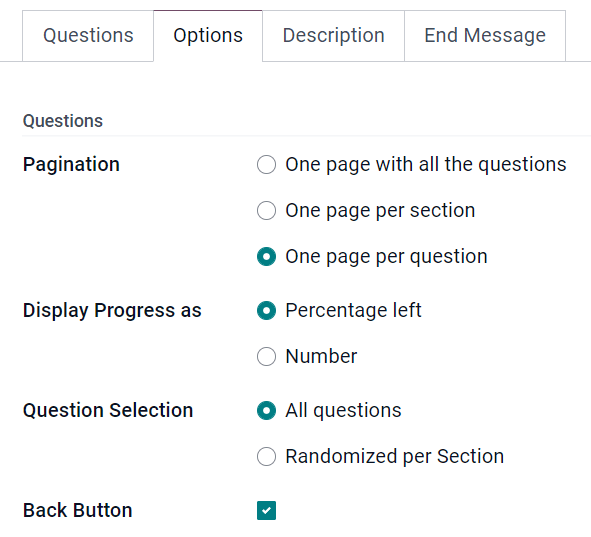 Questions Options Description End Message
Questions
Pagination One page with all the questions
One page per section
One page per question
Display Progress as Percentage left
Number
Question Selection All questions
Randomized per Section
Back Button